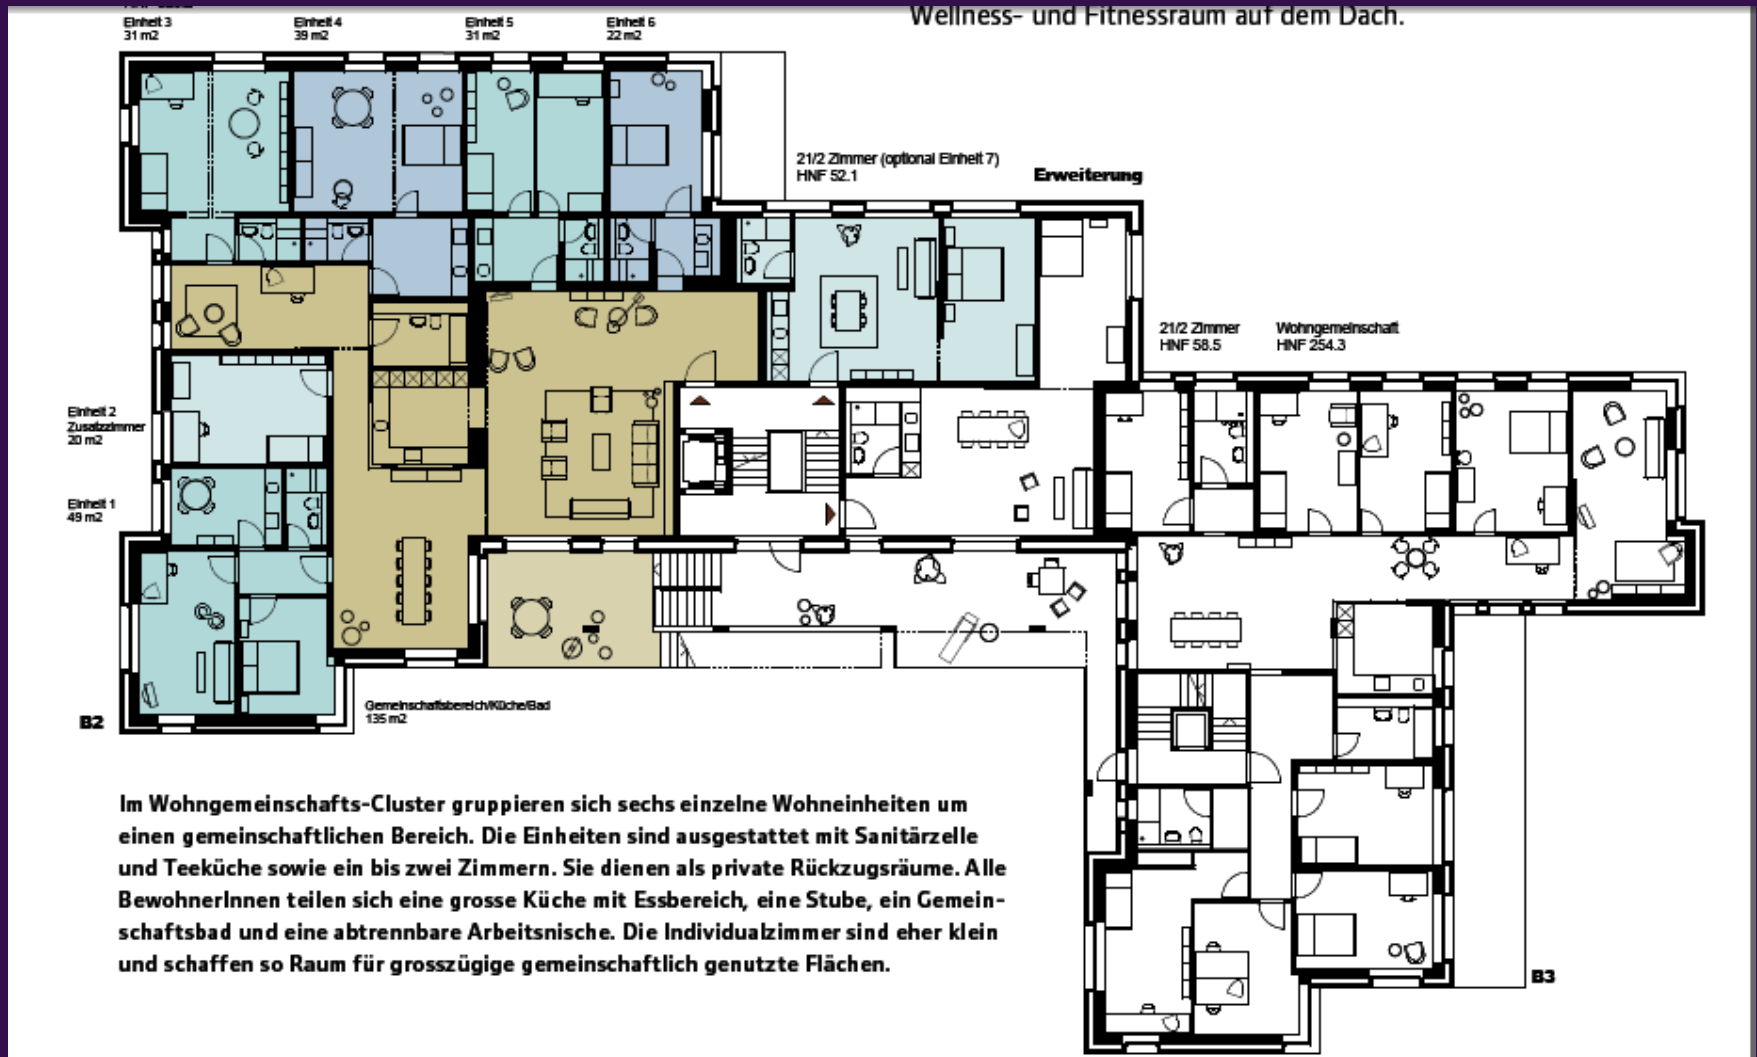 Wellness- und Fitnessraum auf dem Dach.
Einheit 3
31 m2
Einheit 4
39 m2
Einheit 5
31 m2
Einheit 6
22 m2
21/2 Zimmer (optional Einheit 7)
HNF 52.1
Erweiterung
21/2 Zimmer
HNF 58.5
Wohngemeinschaft
HNF 254.3
Einheit 2
Zusatzzimmer
20 m2
Einheit 1
49 m2
Gemeinschaftsbereich/Küche/Bad
135 m2
B2
B3
Im Wohngemeinschafts-Cluster gruppieren sich sechs einzelne Wohneinheiten um
einen gemeinschaftlichen Bereich. Die Einheiten sind ausgestattet mit Sanitärzelle
und Teeküche sowie ein bis zwei Zimmern. Sie dienen als private Rückzugsräume. Alle
BewohnerInnen teilen sich eine grosse Küche mit Essbereich, eine Stube, ein Gemein-
schaftsbad und eine abtrennbare Arbeitsnische. Die Individualzimmer sind eher klein
und schaffen so Raum für grosszügige gemeinschaftlich genutzte Flächen.